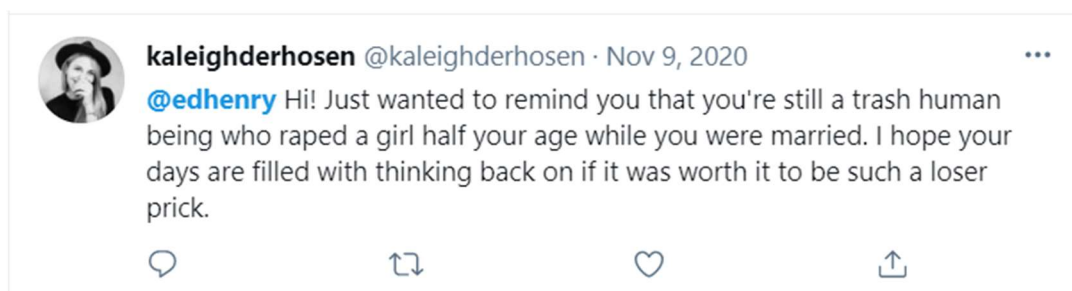 kaleighderhosen @kaleighderhosen · Nov 9, 2020
@edhenry Hi! Just wanted to remind you that you're still a trash human
being who raped a girl half your age while you were married. I hope your
days are filled with thinking back on if it was worth it to be such a loser
prick.